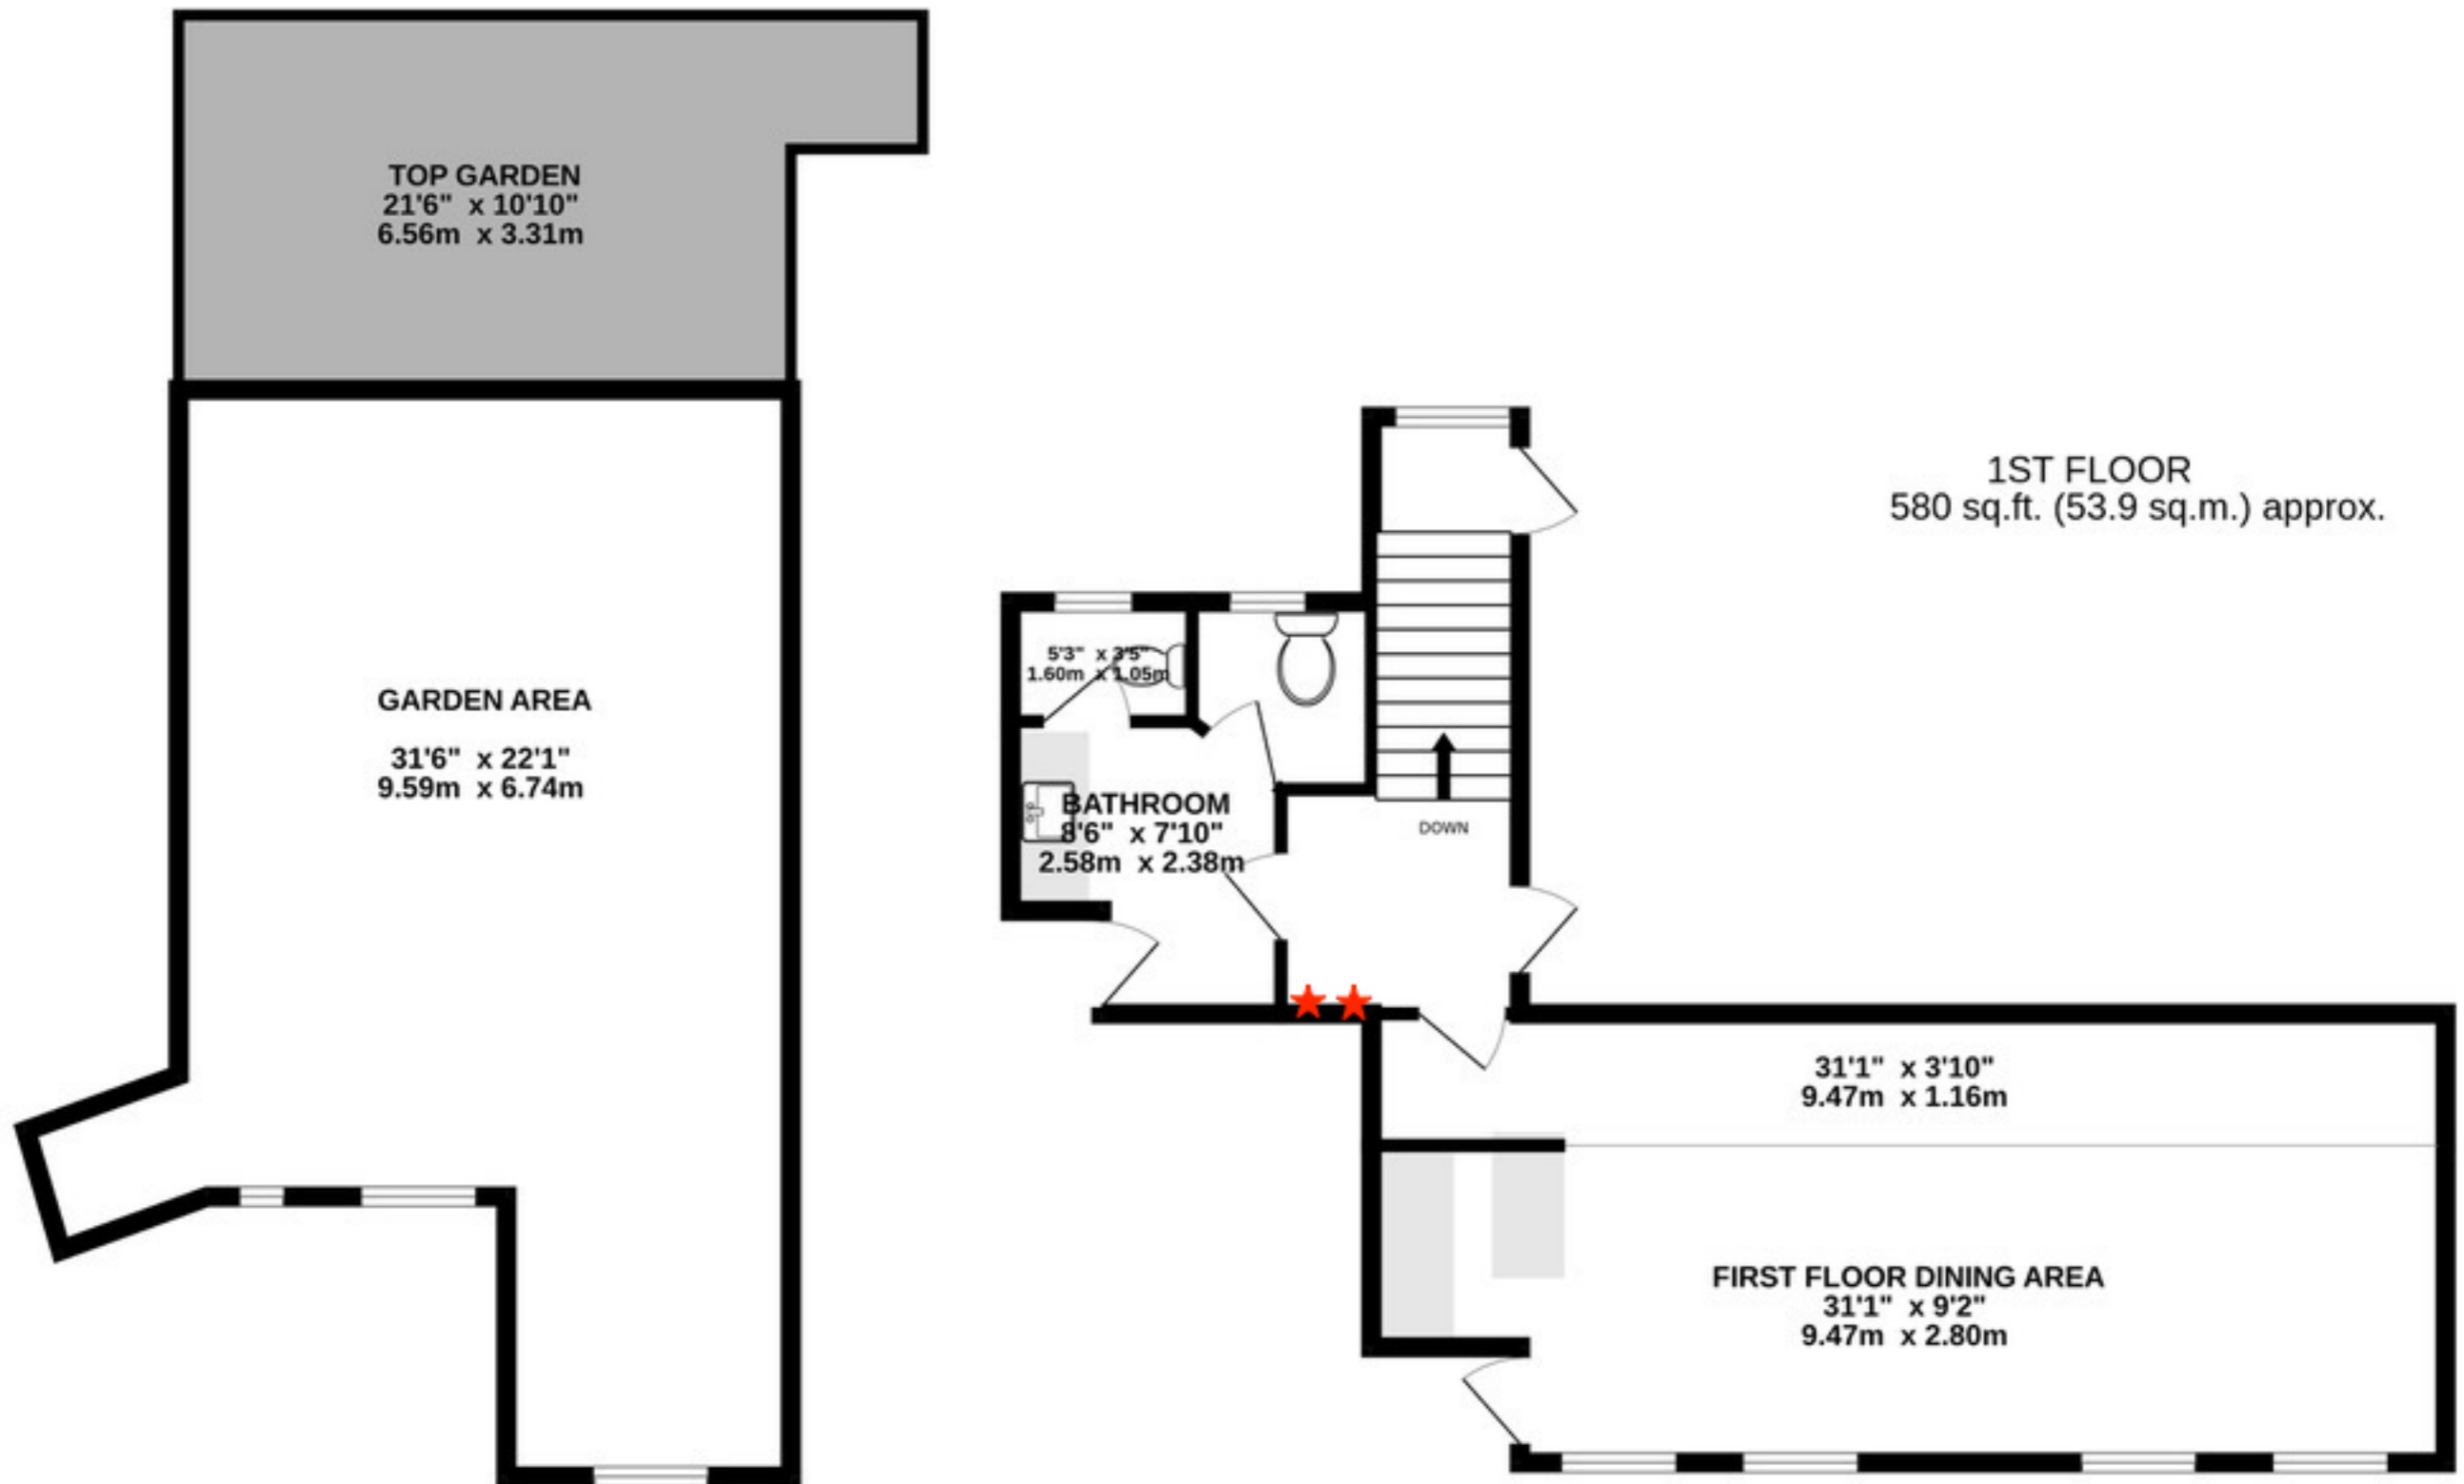 TOP GARDEN
21'6" x 10'10"
6.56m x 3.31m
GARDEN AREA
31'6" x 22'1"
9.59m x 6.74m
1ST FLOOR
580 sq.ft. (53.9 sq.m.) approx.
5'3" x 3'5"
1.60m x 1.05m
BATHROOM
8'6" x 7'10"
2.58m x 2.38m
DOWN
31'1" x 3'10"
9.47m x 1.16m
FIRST FLOOR DINING AREA
31'1" x 9'2"
9.47m x 2.80m